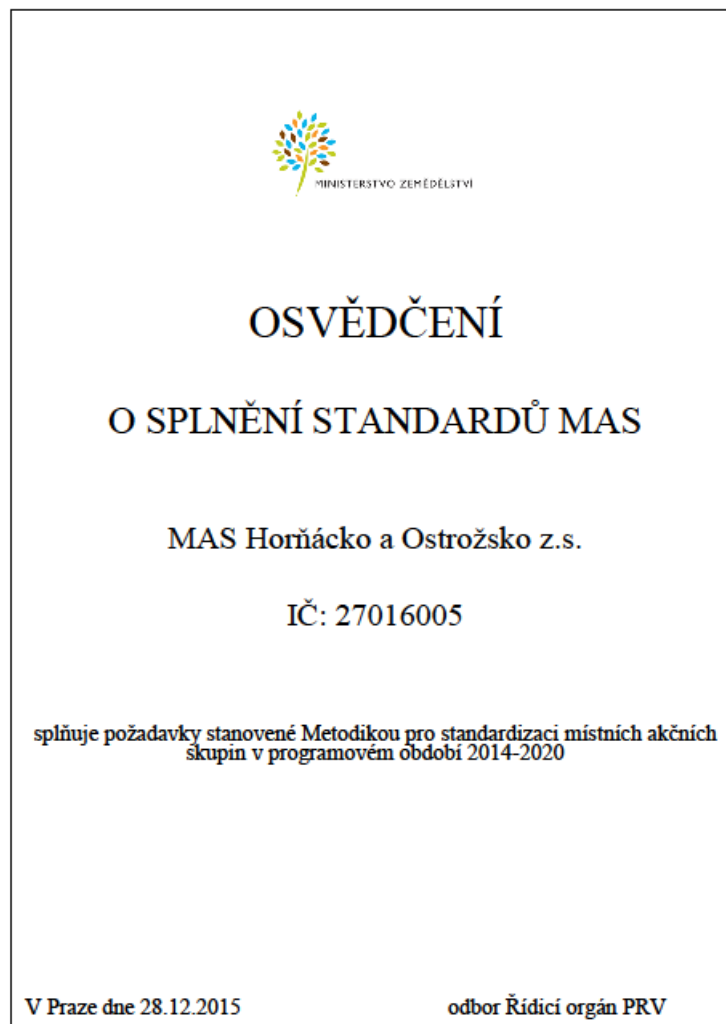 MINISTERSTVO ZEMĚDĚLSTVÍ
OSVĚDČENÍ
O SPLNĚNÍ STANDARDŮ MAS
MAS Horňácko a Ostrožsko z.s.
IČ: 27016005
splňuje požadavky stanovené Metodikou pro standardizaci místních akčních
skupin v programovém období 2014-2020
V Praze dne 28.12.2015 odbor Řídicí orgán PRV